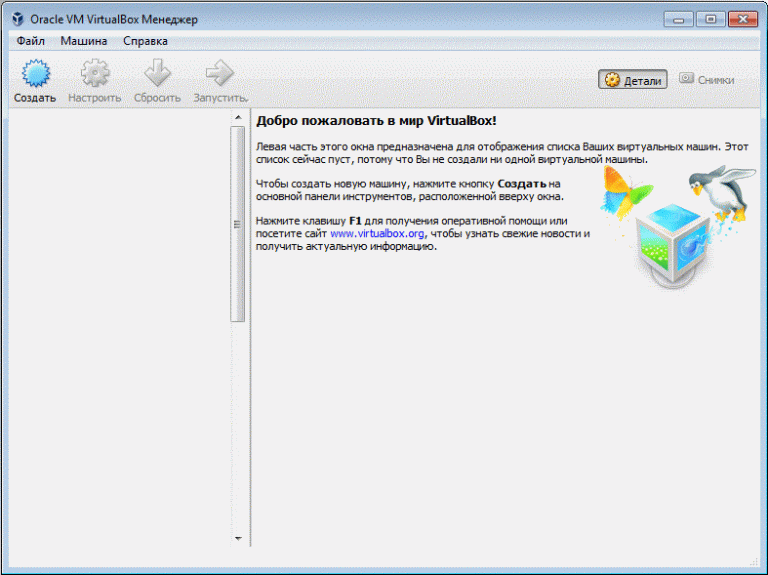 Oracle VM VirtualBox Менеджер
Файл Машина Справка
Создать Настроить Сбросить Запустить
Детали Снимки
Добро пожаловать в мир VirtualBox!
Левая часть этого окна предназначена для отображения списка Ваших виртуальных машин. Этот
список сейчас пуст, потому что Вы не создали ни одной виртуальной машины.
Чтобы создать новую машину, нажмите кнопку Создать на
основной панели инструментов, расположенной вверху окна.
Нажмите клавишу F1 для получения оперативной помощи или
посетите сайт www.virtualbox.org, чтобы узнать свежие новости и
получить актуальную информацию.